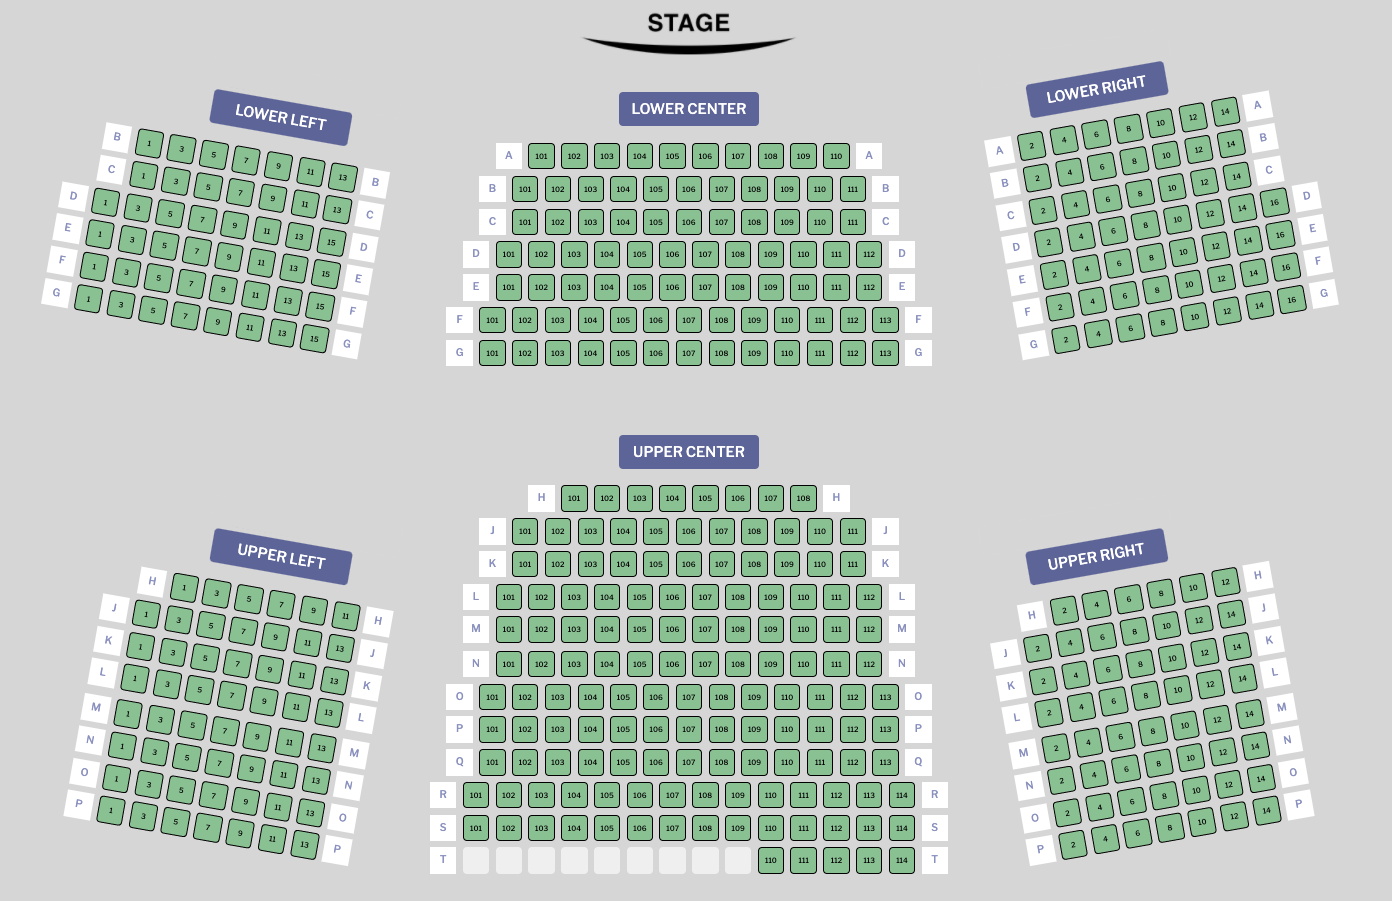 STAGE
LOWER LEFT
B 1 3 5 7 9 11 13 B
C 1 3 5 7 9 11 13 C
D 1 3 5 7 9 11 13 15 D
E 1 3 5 7 9 11 13 15 E
F 1 3 5 7 9 11 13 15 F
G 1 3 5 7 9 11 13 15 G
LOWER CENTER
A 101 102 103 104 105 106 107 108 109 110 A
B 101 102 103 104 105 106 107 108 109 110 111 B
C 101 102 103 104 105 106 107 108 109 110 111 C
D 101 102 103 104 105 106 107 108 109 110 111 112 D
E 101 102 103 104 105 106 107 108 109 110 111 112 E
F 101 102 103 104 105 106 107 108 109 110 111 112 113 F
G 101 102 103 104 105 106 107 108 109 110 111 112 113 G
LOWER RIGHT
A 2 4 6 8 10 12 14 A
B 2 4 6 8 10 12 14 B
C 2 4 6 8 10 12 14 C
D 2 4 6 8 10 12 14 16 D
E 2 4 6 8 10 12 14 16 E
F 2 4 6 8 10 12 14 16 F
G 2 4 6 8 10 12 14 16 G
UPPER LEFT
H 1 3 5 7 9 11 H
J 1 3 5 7 9 11 13 J
K 1 3 5 7 9 11 13 K
L 1 3 5 7 9 11 13 L
M 1 3 5 7 9 11 13 M
N 1 3 5 7 9 11 13 N
O 1 3 5 7 9 11 13 O
P 1 3 5 7 9 11 13 P
UPPER CENTER
H 101 102 103 104 105 106 107 108 H
J 101 102 103 104 105 106 107 108 109 110 111 J
K 101 102 103 104 105 106 107 108 109 110 111 K
L 101 102 103 104 105 106 107 108 109 110 111 112 L
M 101 102 103 104 105 106 107 108 109 110 111 112 M
N 101 102 103 104 105 106 107 108 109 110 111 112 N
O 101 102 103 104 105 106 107 108 109 110 111 112 113 O
P 101 102 103 104 105 106 107 108 109 110 111 112 113 P
Q 101 102 103 104 105 106 107 108 109 110 111 112 113 Q
R 101 102 103 104 105 106 107 108 109 110 111 112 113 114 R
S 101 102 103 104 105 106 107 108 109 110 111 112 113 114 S
T 110 111 112 113 114 T
UPPER RIGHT
H 2 4 6 8 10 12 H
J 2 4 6 8 10 12 14 J
K 2 4 6 8 10 12 14 K
L 2 4 6 8 10 12 14 L
M 2 4 6 8 10 12 14 M
N 2 4 6 8 10 12 14 N
O 2 4 6 8 10 12 14 O
P 2 4 6 8 10 12 14 P